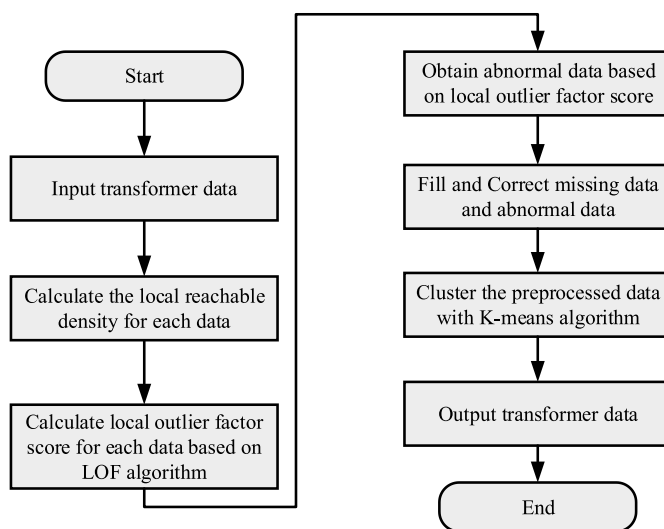 Start
Input transformer data
Calculate the local reachable
density for each data
Calculate local outlier factor
score for each data based on
LOF algorithm
Obtain abnormal data based
on local outlier factor score
Fill and Correct missing data
and abnormal data
Cluster the preprocessed data
with K-means algorithm
Output transformer data
End